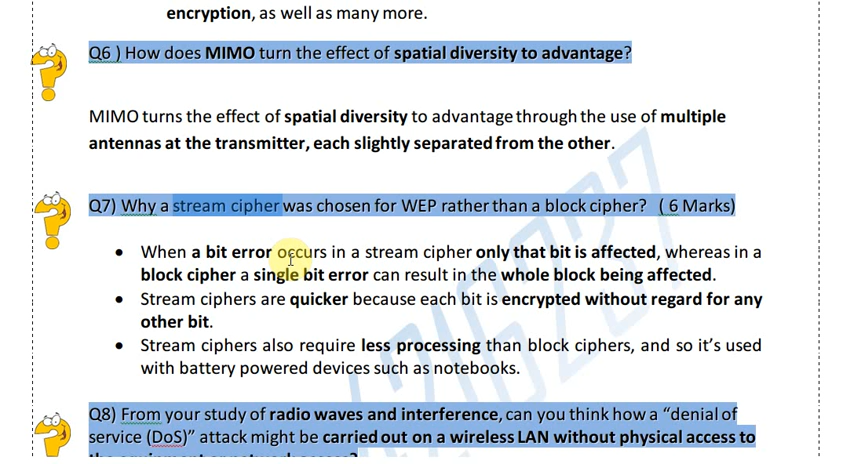 encryption, as well as many more.
Q6 ) How does MIMO turn the effect of spatial diversity to advantage?
MIMO turns the effect of spatial diversity to advantage through the use of multiple
antennas at the transmitter, each slightly separated from the other.
Q7) Why a stream cipher was chosen for WEP rather than a block cipher? ( 6 Marks)
• When a bit error occurs in a stream cipher only that bit is affected, whereas in a
block cipher a single bit error can result in the whole block being affected.
• Stream ciphers are quicker because each bit is encrypted without regard for any
other bit.
• Stream ciphers also require less processing than block ciphers, and so it’s used
with battery powered devices such as notebooks.
Q8) From your study of radio waves and interference, can you think how a “denial of
service (DoS)” attack might be carried out on a wireless LAN without physical access to